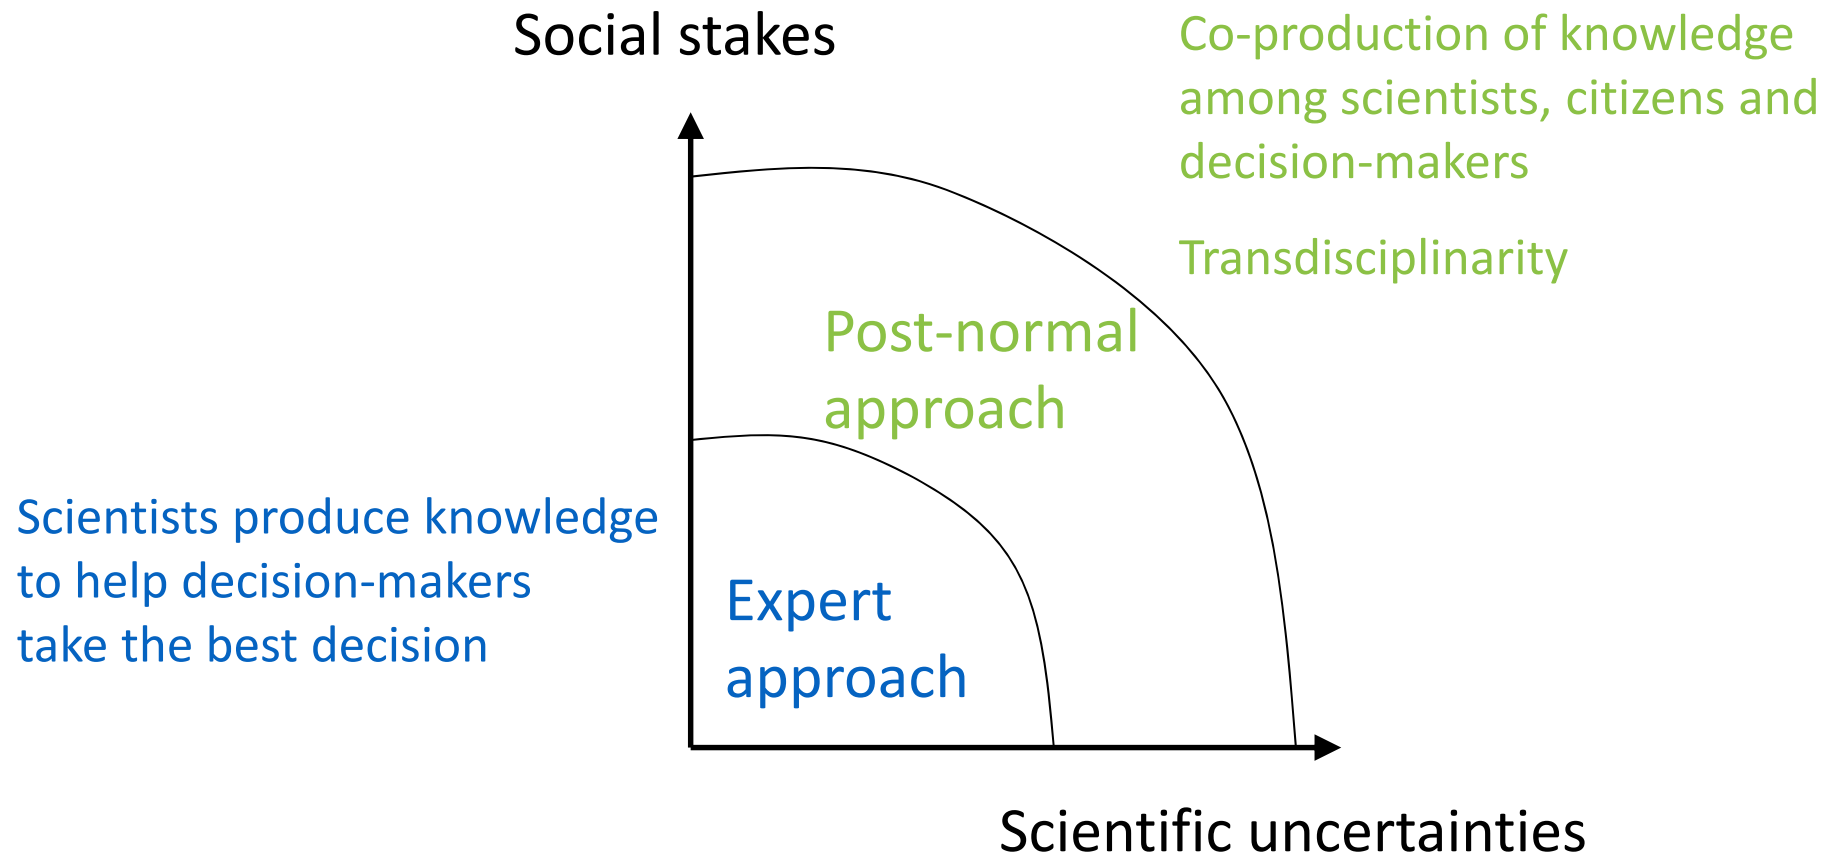 Social stakes
Co-production of knowledge
among scientists, citizens and
decision-makers
Transdisciplinarity
Post-normal
approach
Scientists produce knowledge
to help decision-makers
take the best decision
Expert
approach
Scientific uncertainties